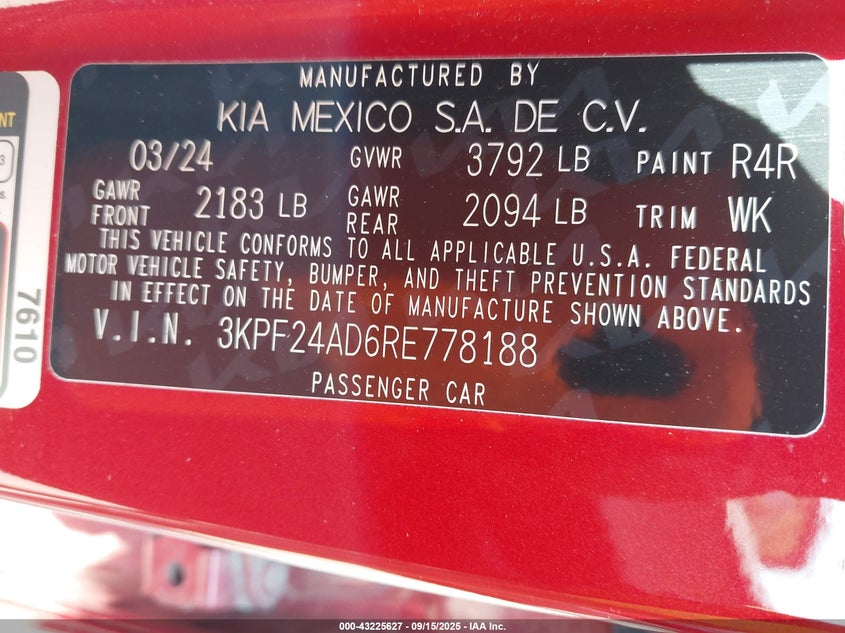 MANUFACTURED BY
KIA MEXICO S.A. DE C.V.
03/24 GVWR 3792 LB PAINT R4R
GAWR FRONT 2183 LB GAWR REAR 2094 LB TRIM WK
THIS VEHICLE CONFORMS TO ALL APPLICABLE U.S.A. FEDERAL
MOTOR VEHICLE SAFETY, BUMPER, AND THEFT PREVENTION STANDARDS
IN EFFECT ON THE DATE OF MANUFACTURE SHOWN ABOVE.
V.I.N. 3KPF24AD6RE778188
PASSENGER CAR
7610
000-43225627 - 09/15/2025 - IAA Inc.